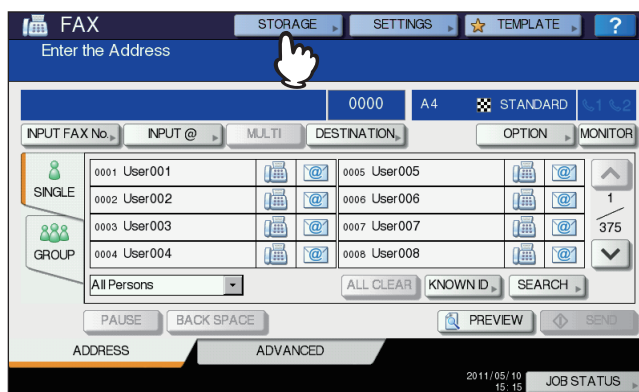 FAX STORAGE SETTINGS TEMPLATE ?
Enter the Address
0000 A4 STANDARD 1 2
INPUT FAX No. INPUT @ MULTI DESTINATION OPTION MONITOR
SINGLE
GROUP
0001 User001 @ 0005 User005 @
0002 User002 @ 0006 User006 @
0003 User003 @ 0007 User007 @
0004 User004 @ 0008 User008 @
1
375
All Persons ALL CLEAR KNOWN ID SEARCH
PAUSE BACK SPACE PREVIEW SEND
ADDRESS ADVANCED
2011/05/10
15:15
JOB STATUS